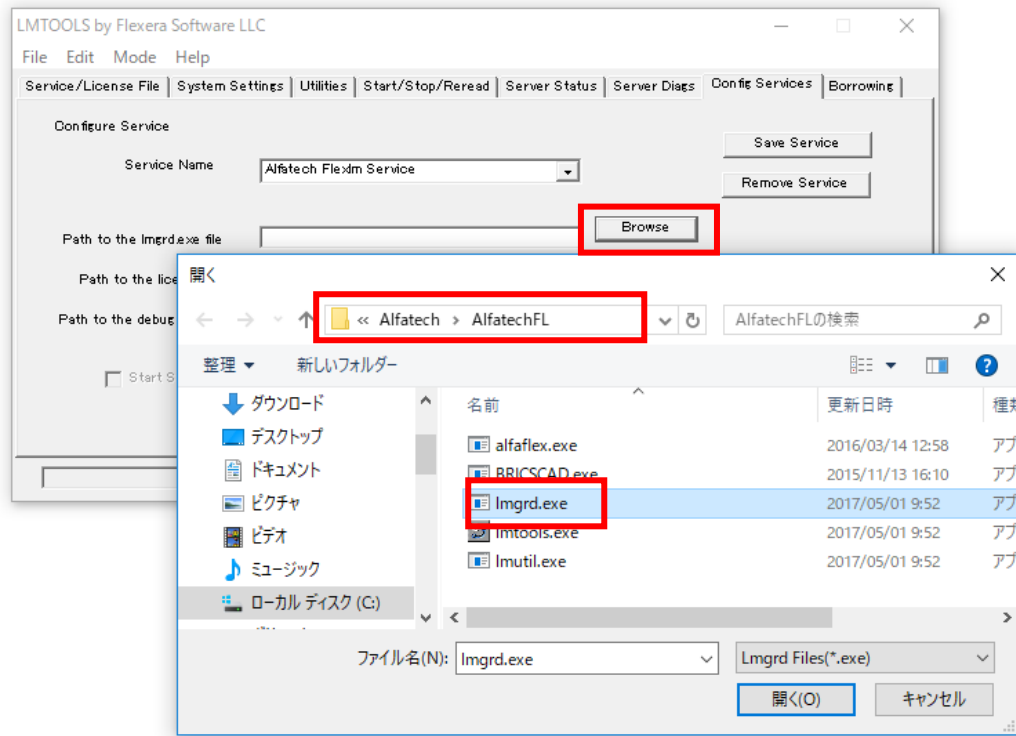 LMTOOLS by Flexera Software LLC
File Edit Mode Help
Service/License File System Settings Utilities Start/Stop/Reread Server Status Server Diags Config Services Borrowing
Configure Service
Save Service
Service Name Alfatech Flexlm Service
Remove Service
Browse
Path to the lmgrd.exe file
Path to the lice
Path to the debug
Start S
開く
« Alfatech > AlfatechFL
AlfatechFLの検索
整理 新しいフォルダー
ダウンロード
デスクトップ
ドキュメント
ピクチャ
ビデオ
ミュージック
ローカル ディスク (C:)
名前 更新日時 種類
alfaflex.exe 2016/03/14 12:58 アプ
BRICSCAD.exe 2015/11/13 16:10 アプ
lmgrd.exe 2017/05/01 9:52 アプ
lmtools.exe 2017/05/01 9:52 アプ
lmutil.exe 2017/05/01 9:52 アプ
ファイル名(N): lmgrd.exe Lmgrd Files(*.exe)
開く(O) キャンセル